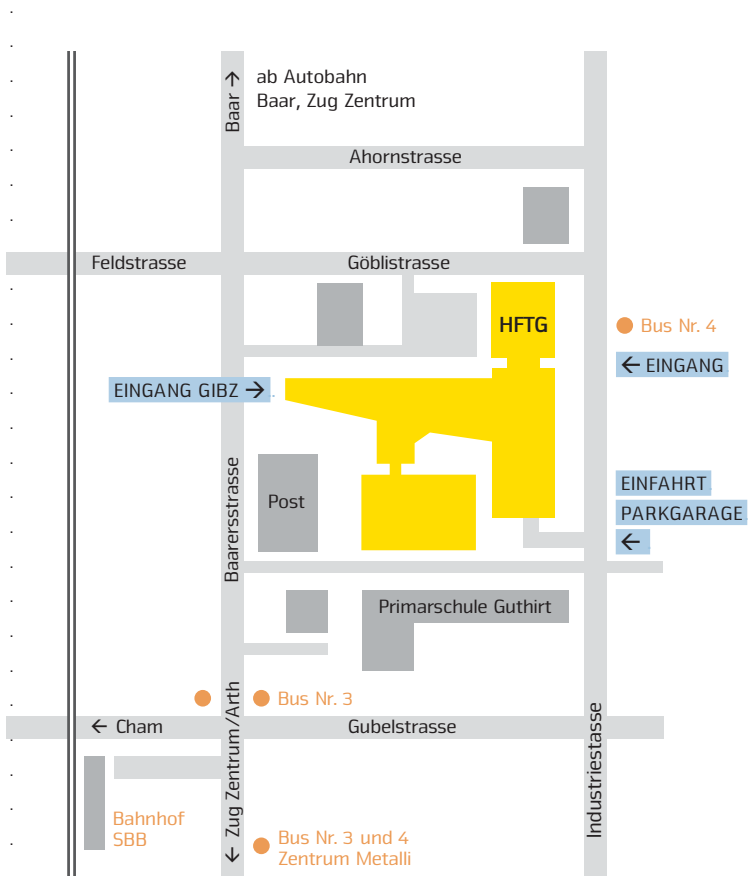 Baar →
ab Autobahn
Baar, Zug Zentrum
Ahornstrasse
Feldstrasse
Göblistrasse
HFTG
Bus Nr. 4
← EINGANG
EINGANG GIBZ →
Baarersstrasse
Post
EINFAHRT
PARKGARAGE
←
Primarschule Guthirt
Bus Nr. 3
← Cham
Gubelstrasse
← Zug Zentrum/Arth
Industriestasse
Bahnhof
SBB
Bus Nr. 3 und 4
Zentrum Metalli